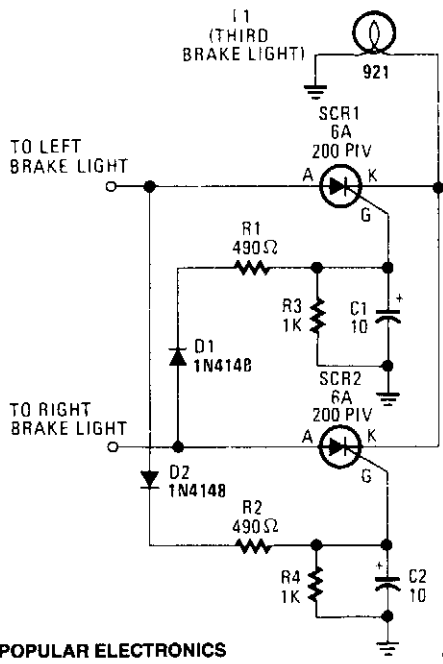 L1
(THIRD
BRAKE LIGHT)
921
SCR1
6A
200 PIV
TO LEFT
BRAKE LIGHT
A
K
G
R1
490Ω
R3
1K
C1
10
+
D1
1N4148
SCR2
6A
200 PIV
TO RIGHT
BRAKE LIGHT
A
K
G
D2
1N4148
R2
490Ω
R4
1K
+
C2
10
POPULAR ELECTRONICS